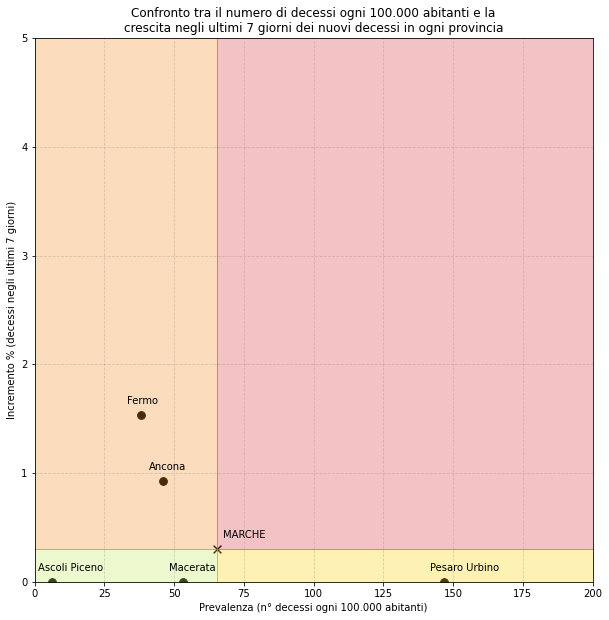 Confronto tra il numero di decessi ogni 100.000 abitanti e la
crescita negli ultimi 7 giorni dei nuovi decessi in ogni provincia
Incremento % (decessi negli ultimi 7 giorni)
5
4
3
2
1
0
Fermo
Ancona
MARCHE
Ascoli Piceno
Macerata
Pesaro Urbino
0
25
50
75
100
125
150
175
200
Prevalenza (n° decessi ogni 100.000 abitanti)